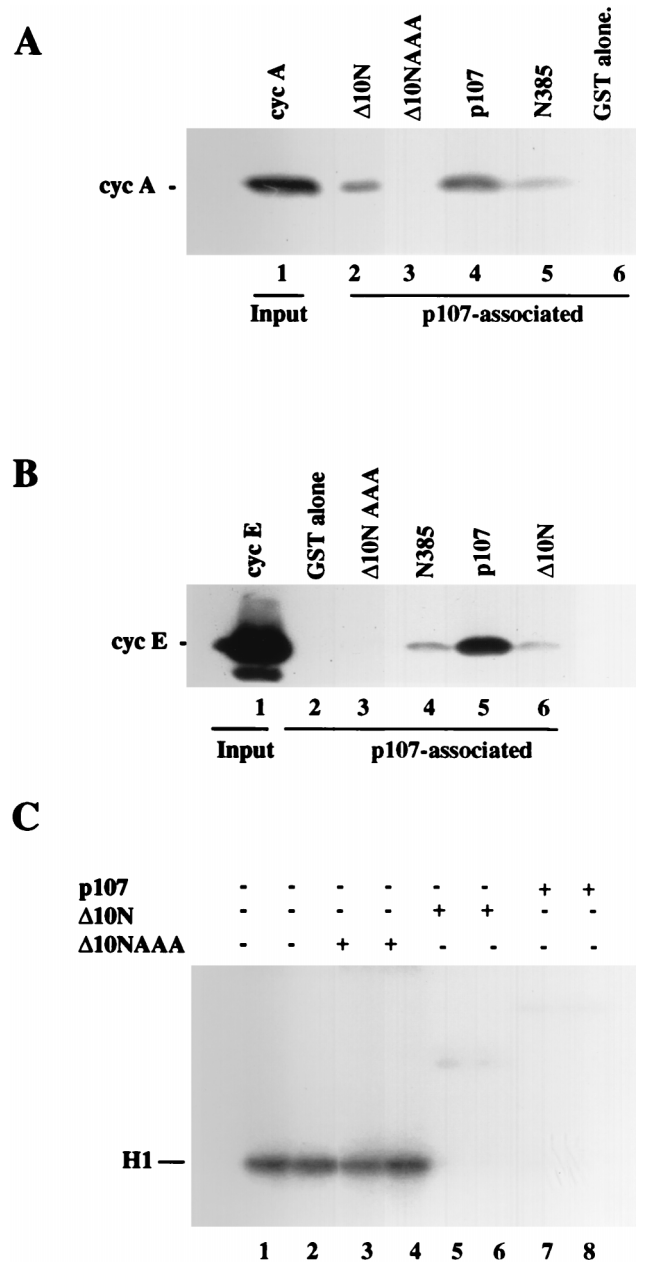 A
cyc A
Δ10N
Δ10NAAA
p107
N385
GST alone.
cyc A -
1 2 3 4 5 6
Input p107-associated
B
cyc E
GST alone
Δ10N AAA
N385
p107
Δ10N
cyc E -
1 2 3 4 5 6
Input p107-associated
C
p107 - - - - - - + +
Δ10N - - - - + + - -
Δ10NAAA - - + + - - - -
H1—
1 2 3 4 5 6 7 8